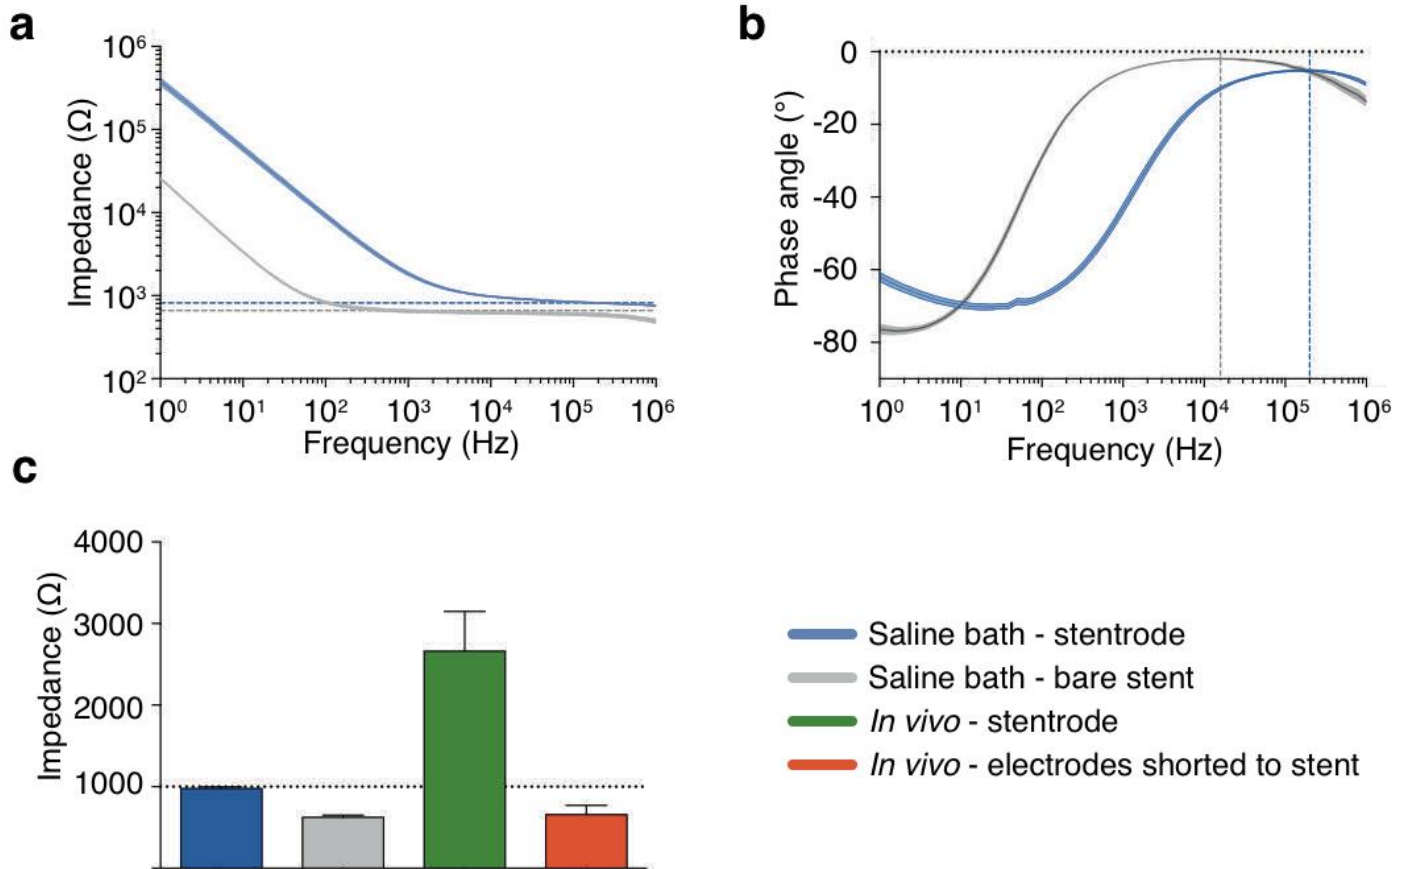 a
10⁶
10⁵
10⁴
10³
10²
Impedance (Ω)
10⁰ 10¹ 10² 10³ 10⁴ 10⁵ 10⁶
Frequency (Hz)
b
0
-20
-40
-60
-80
Phase angle (°)
10⁰ 10¹ 10² 10³ 10⁴ 10⁵ 10⁶
Frequency (Hz)
c
4000
3000
2000
1000
Impedance (Ω)
Saline bath - stentrode
Saline bath - bare stent
In vivo - stentrode
In vivo - electrodes shorted to stent